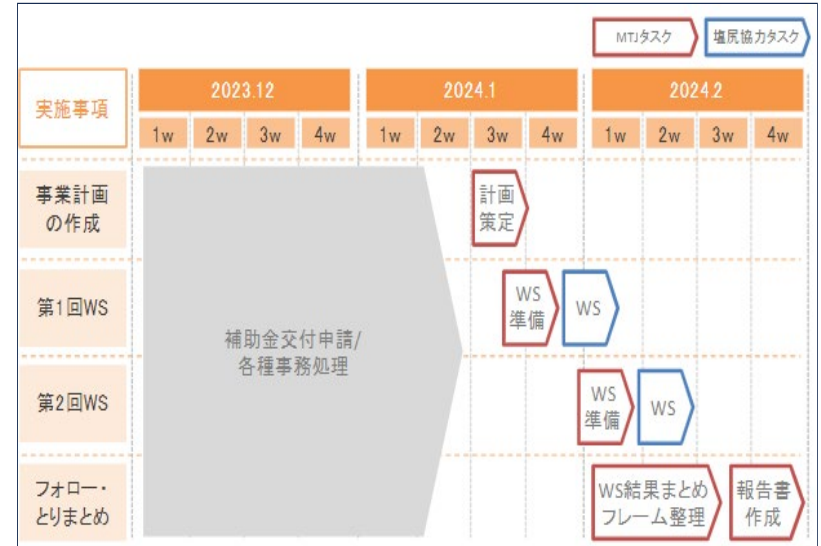 MTJタスク
塩尻協力タスク
実施事項
2023.12
2024.1
2024.2
1w 2w 3w 4w 1w 2w 3w 4w 1w 2w 3w 4w
事業計画
の作成
計画
策定
第1回WS
WS
準備
WS
補助金交付申請/
各種事務処理
第2回WS
WS
準備
WS
フォロー・
とりまとめ
WS結果まとめ
フレーム整理
報告書
作成